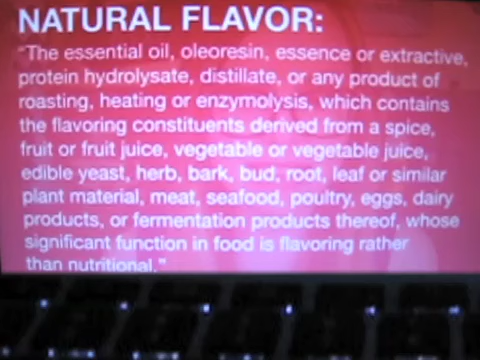 NATURAL FLAVOR:
"The essential oil, oleoresin, essence or extractive,
protein hydrolysate, distillate, or any product of
roasting, heating or enzymolysis, which contains
the flavoring constituents derived from a spice,
fruit or fruit juice, vegetable or vegetable juice,
edible yeast, herb, bark, bud, root, leaf or similar
plant material, meat, seafood, poultry, eggs, dairy
products, or fermentation products thereof, whose
significant function in food is flavoring rather
than nutritional."